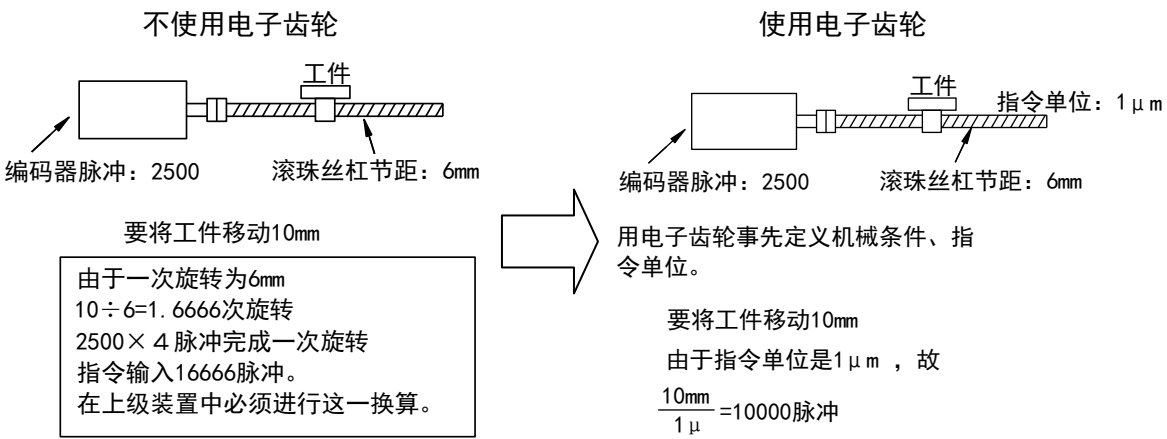 不使用电子齿轮
工件
编码器脉冲：2500
滚珠丝杠节距：6mm
要将工件移动10mm
由于一次旋转为6mm
10÷6=1.6666次旋转
2500×４脉冲完成一次旋转
指令输入16666脉冲。
在上级装置中必须进行这一换算。
使用电子齿轮
工件
指令单位：1μm
编码器脉冲：2500
滚珠丝杠节距：6mm
用电子齿轮事先定义机械条件、指
令单位。
要将工件移动10mm
由于指令单位是1μm ，故
10mm
1μ
=10000脉冲